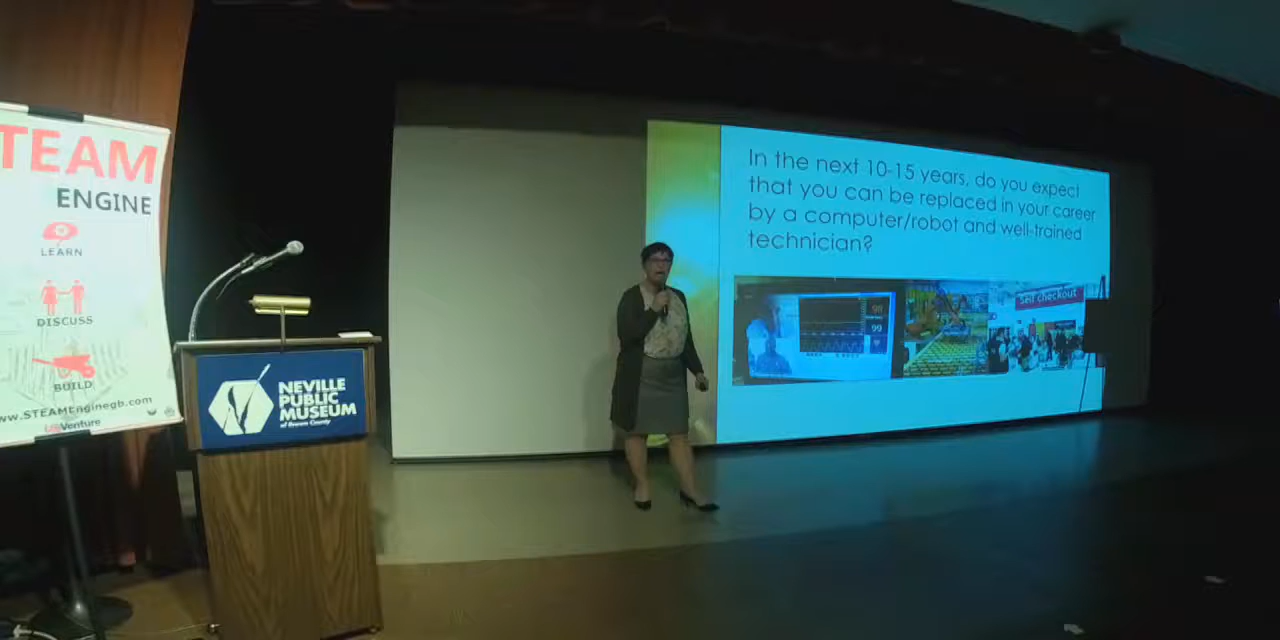 TEAM
ENGINE
LEARN
DISCUSS
BUILD
www.STEAMEnginegb.com
Venture
NEVILLE
PUBLIC
MUSEUM
of Brown County
In the next 10-15 years, do you expect
that you can be replaced in your career
by a computer/robot and well-trained
technician?
98
99
Self checkout